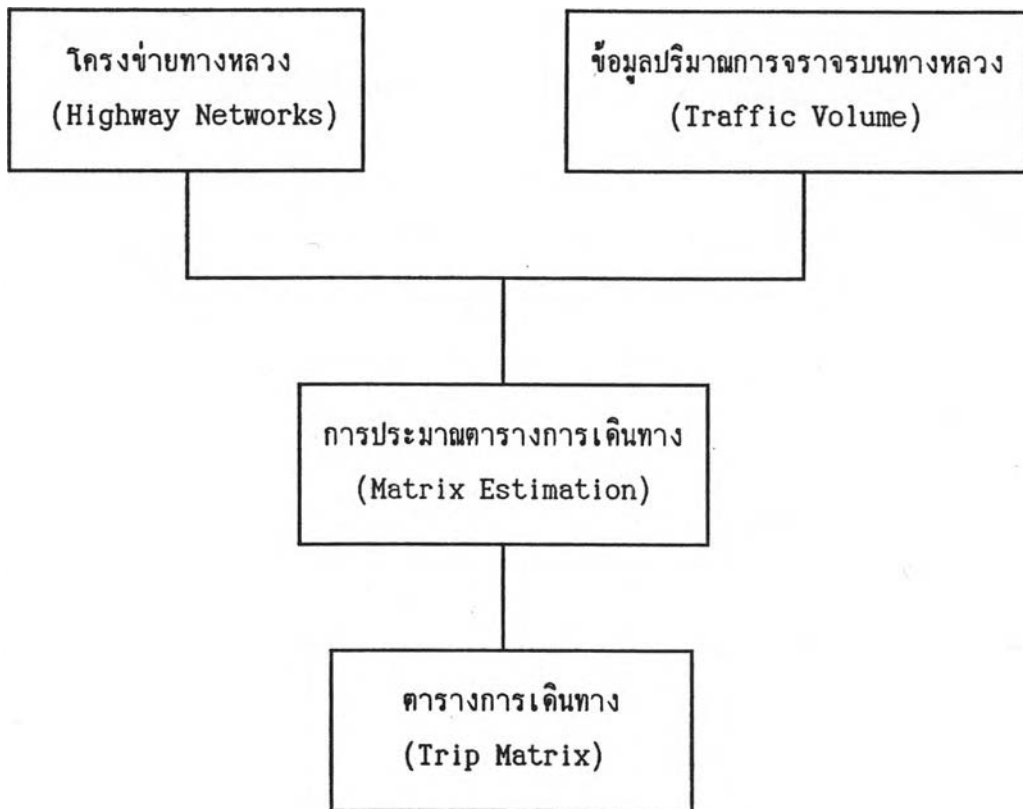 โครงข่ายทางหลวง
(Highway Networks)
ข้อมูลปริมาณการจราจรบนทางหลวง
(Traffic Volume)
การประมาณตารางการเดินทาง
(Matrix Estimation)
ตารางการเดินทาง
(Trip Matrix)